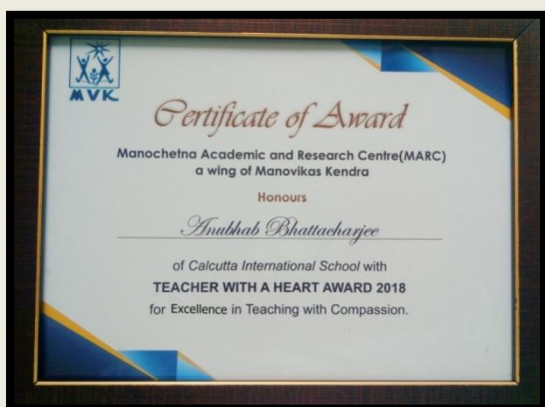 MVK
Certificate of Award
Manochetna Academic and Research Centre(MARC)
a wing of Manovikas Kendra
Honours
Anubhab Bhattacharjee
of Calcutta International School with
TEACHER WITH A HEART AWARD 2018
for Excellence in Teaching with Compassion.